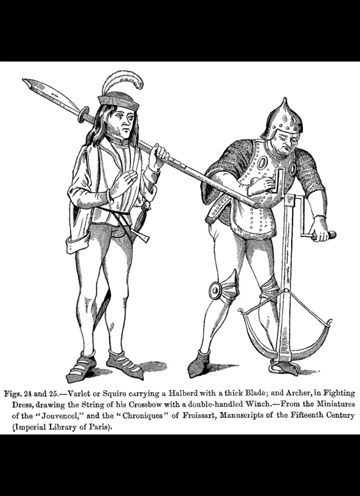 Figs. 24 and 25.—Varlet or Squire carrying a Halberd with a thick Blade; and Archer, in Fighting
Dress, drawing the String of his Crossbow with a double-handled Winch.—From the Miniatures
of the "Jouvencel," and the "Chroniques" of Froissart, Manuscripts of the Fifteenth Century
(Imperial Library of Paris).